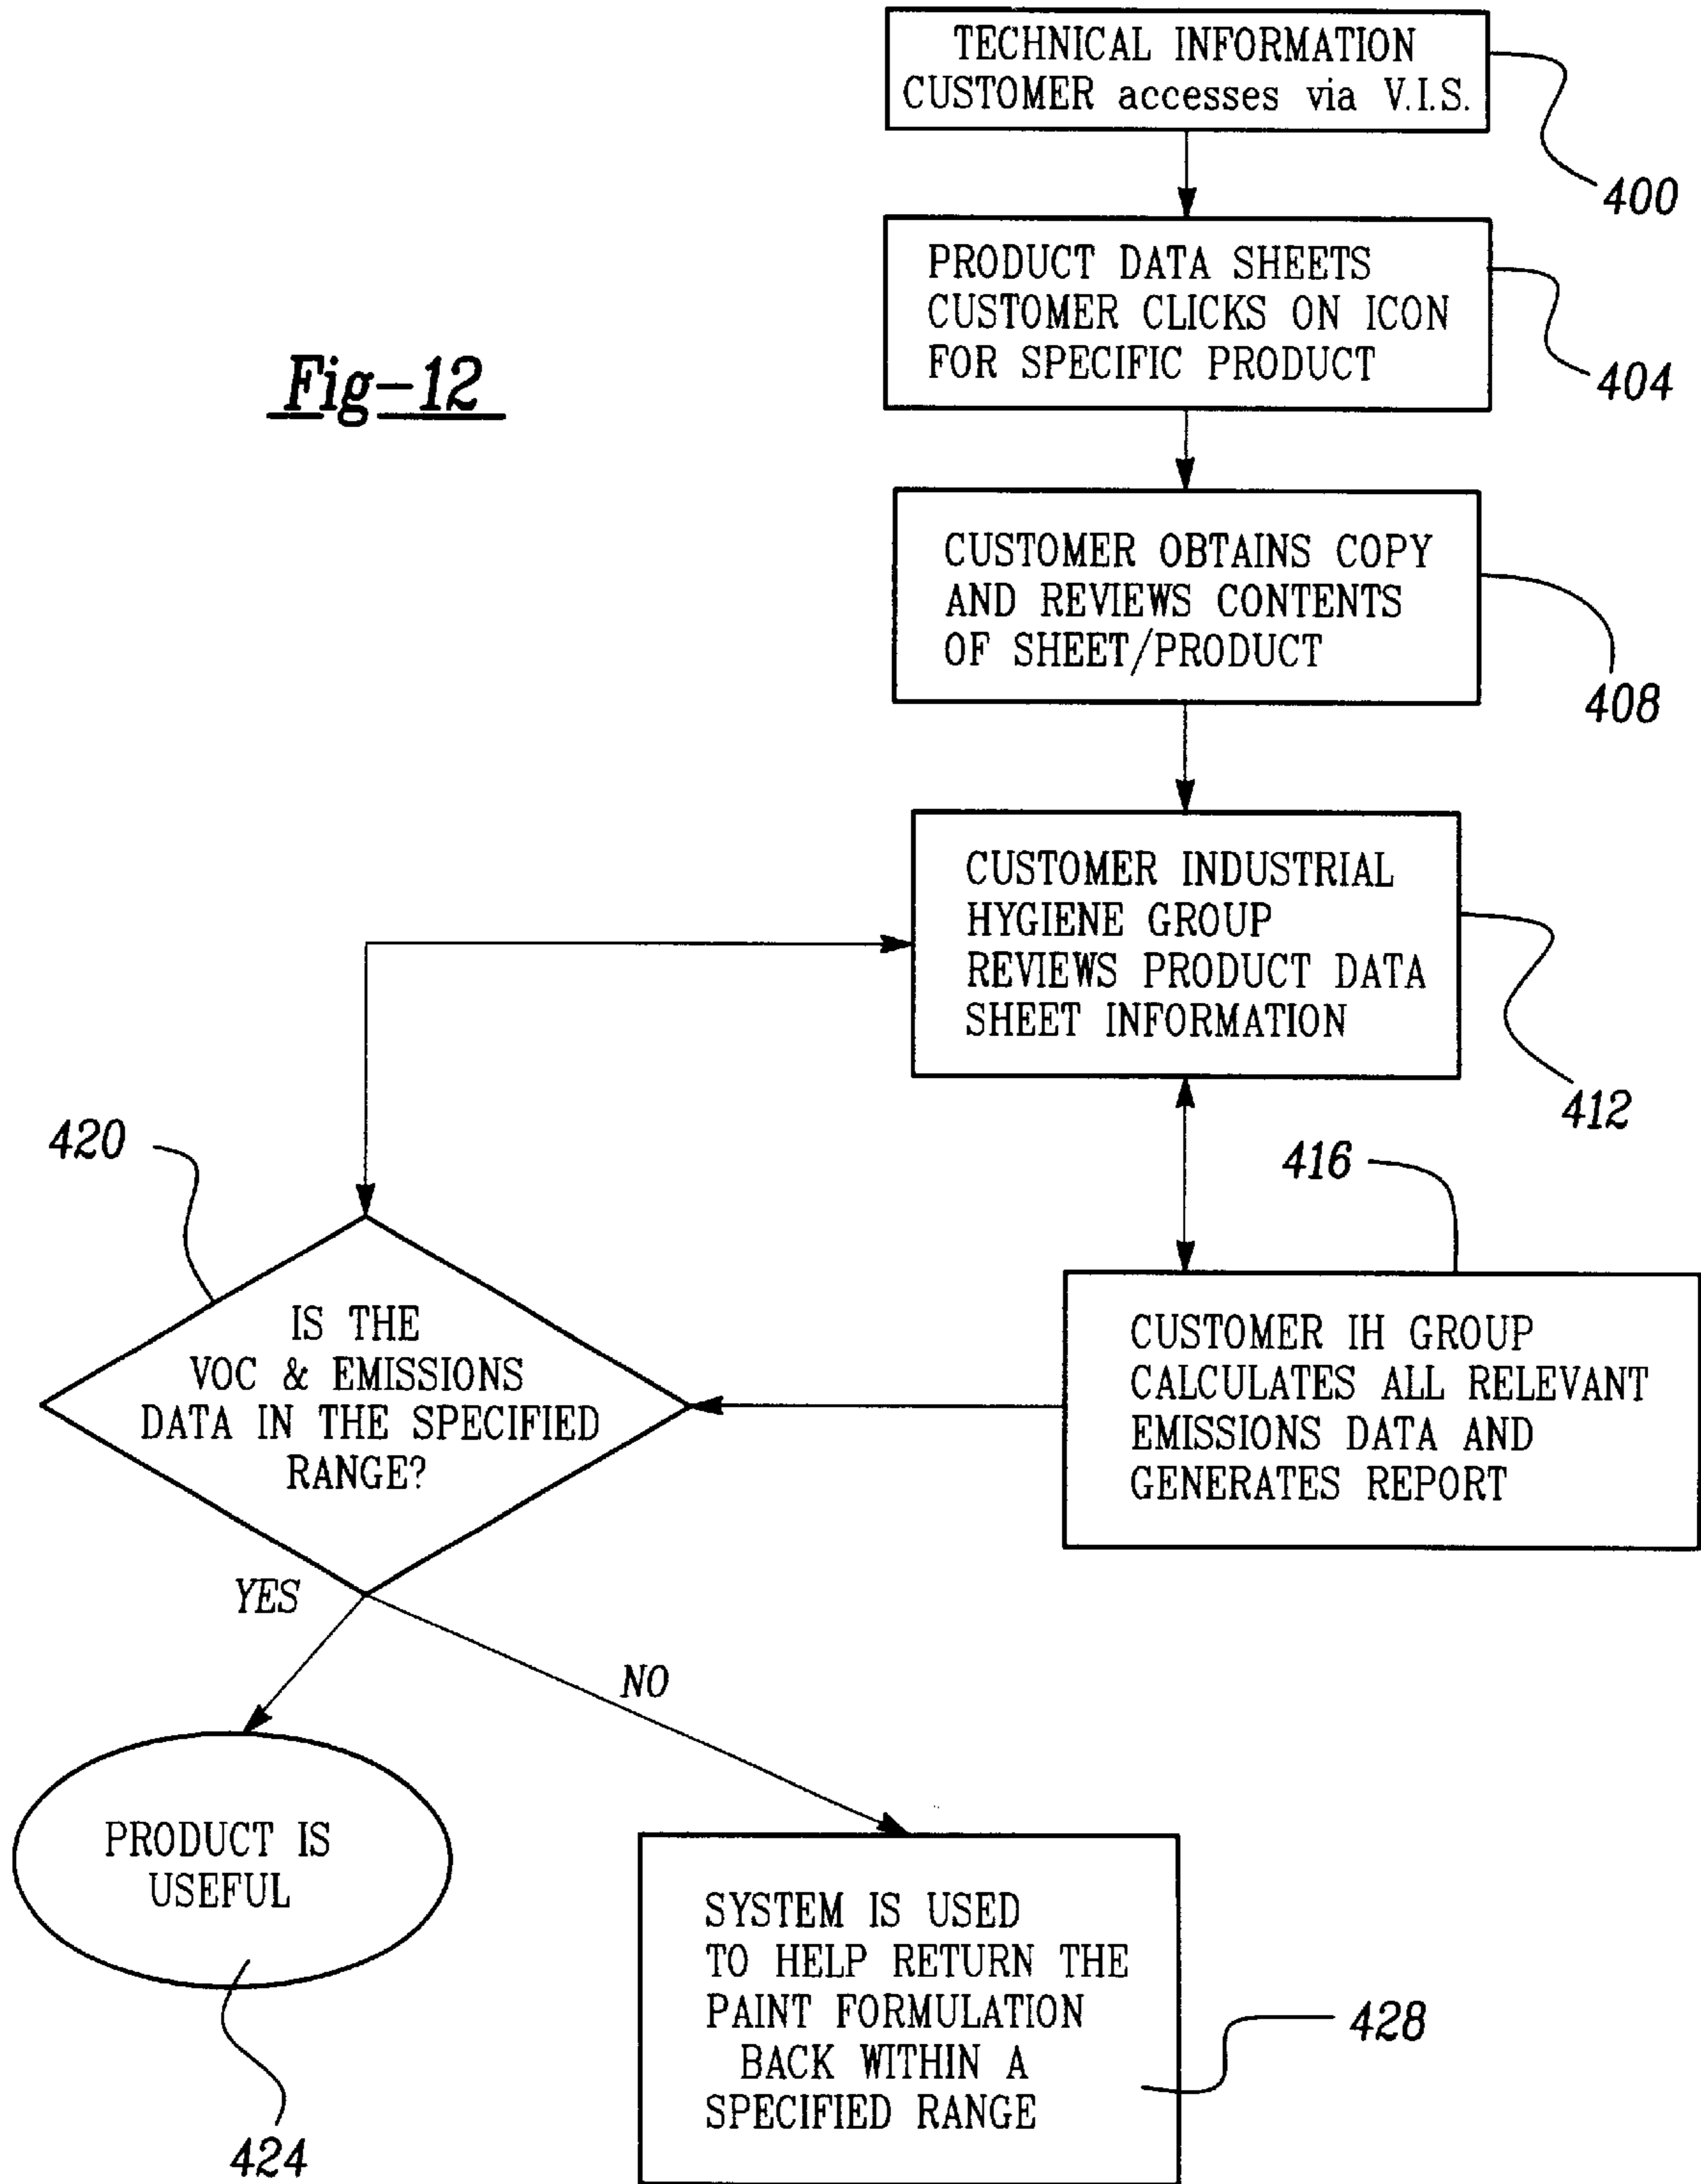 TECHNICAL INFORMATION
CUSTOMER accesses via V.I.S.
400
PRODUCT DATA SHEETS
CUSTOMER CLICKS ON ICON
FOR SPECIFIC PRODUCT
404
Fig-12
CUSTOMER OBTAINS COPY
AND REVIEWS CONTENTS
OF SHEET/PRODUCT
408
CUSTOMER INDUSTRIAL
HYGIENE GROUP
REVIEWS PRODUCT DATA
SHEET INFORMATION
412
420
416
IS THE
VOC & EMISSIONS
DATA IN THE SPECIFIED
RANGE?
CUSTOMER IH GROUP
CALCULATES ALL RELEVANT
EMISSIONS DATA AND
GENERATES REPORT
YES
NO
PRODUCT IS
USEFUL
424
SYSTEM IS USED
TO HELP RETURN THE
PAINT FORMULATION
BACK WITHIN A
SPECIFIED RANGE
428